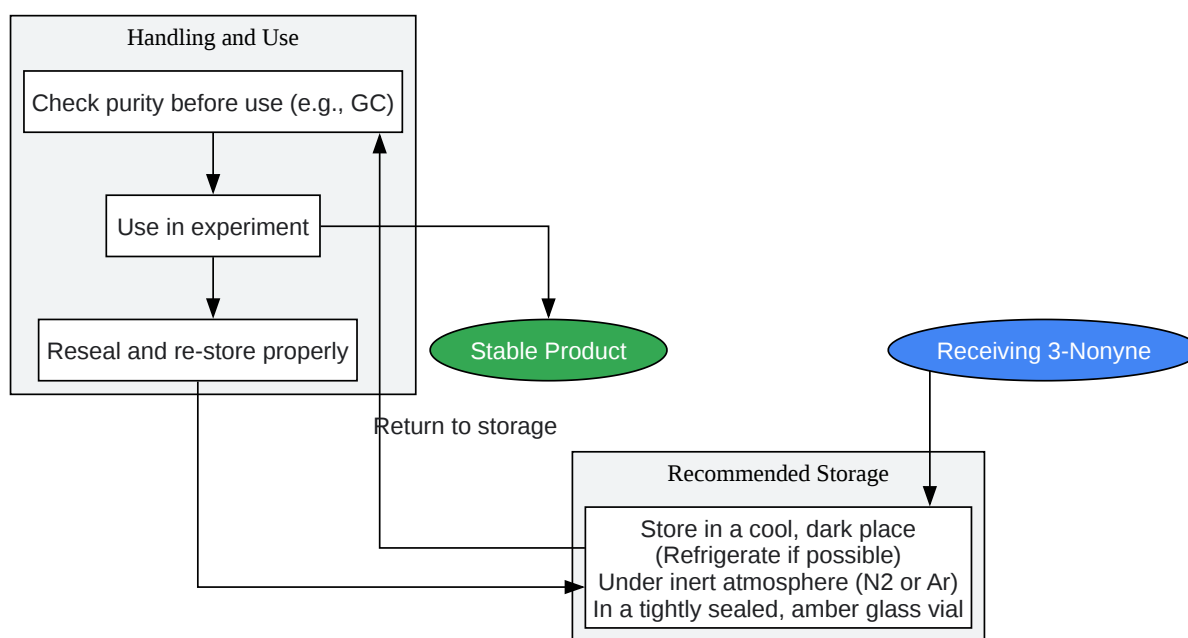 Handling and Use
Check purity before use (e.g., GC)
Use in experiment
Reseal and re-store properly
Stable Product
Receiving 3-Nonyne
Return to storage
Recommended Storage
Store in a cool, dark place
(Refrigerate if possible)
Under inert atmosphere (N2 or Ar)
In a tightly sealed, amber glass vial